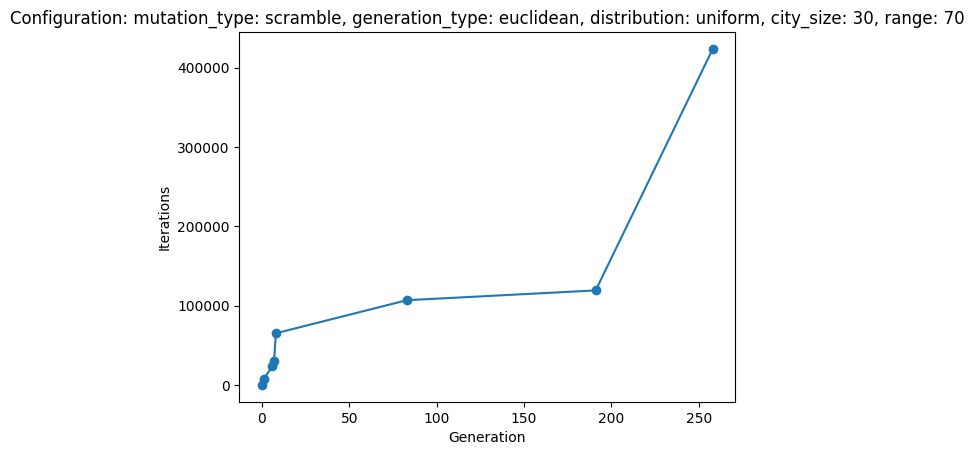 Configuration: mutation_type: scramble, generation_type: euclidean, distribution: uniform, city_size: 30, range: 70
400000
300000
200000
100000
0
Iterations
0 50 100 150 200 250
Generation